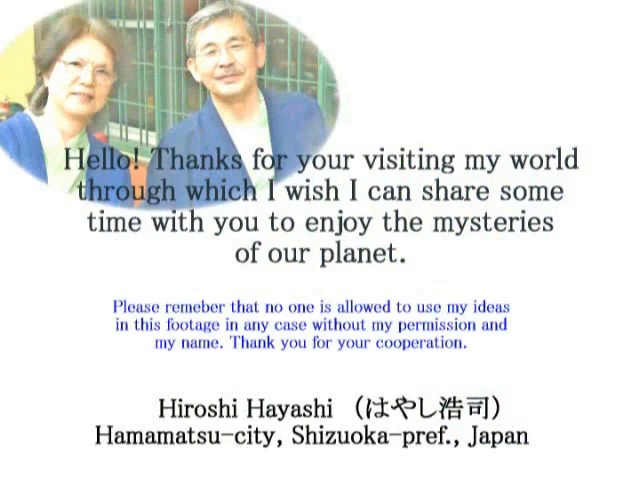 Hello! Thanks for your visiting my world
through which I wish I can share some
time with you to enjoy the mysteries
of our planet.
Please remeber that no one is allowed to use my ideas
in this footage in any case without my permission and
my name. Thank you for your cooperation.
Hiroshi Hayashi （はやし浩司）
Hamamatsu-city, Shizuoka-pref., Japan